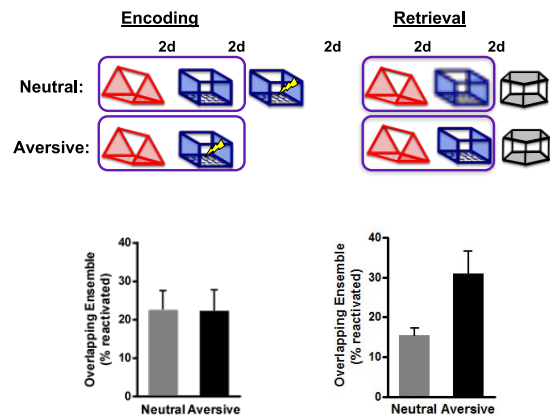 Encoding
Retrieval
2d 2d 2d 2d 2d
Neutral:
Aversive:
Overlapping Ensemble
(% reactivated)
40
30
20
10
0
Neutral Aversive
Overlapping Ensemble
(% reactivated)
40
30
20
10
0
Neutral Aversive